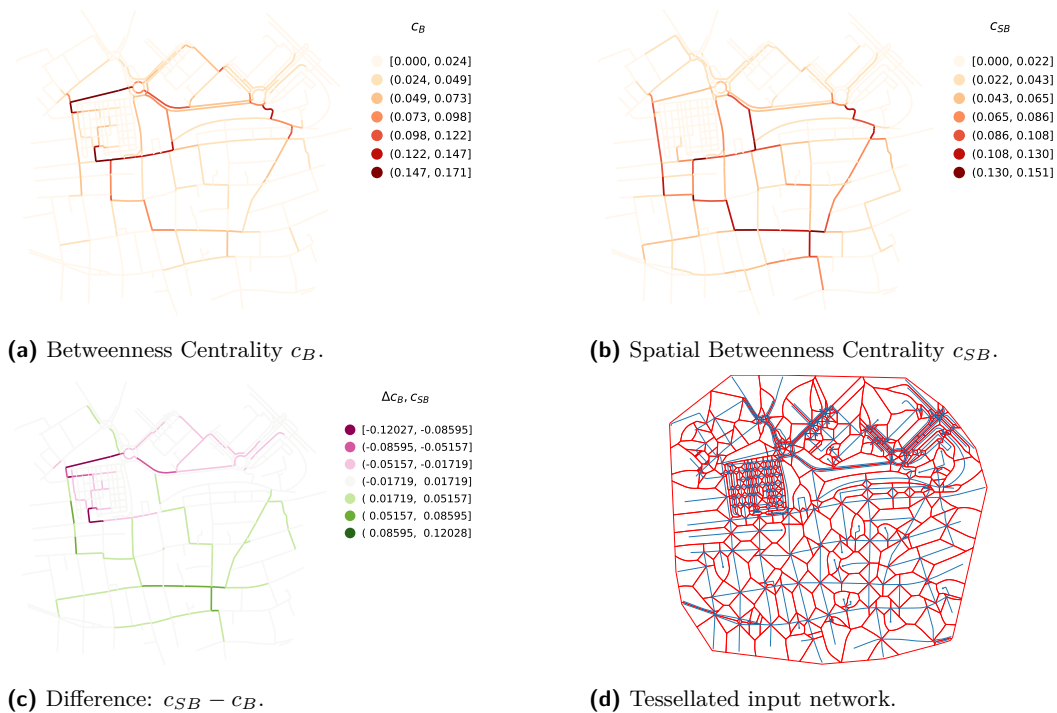 c_B
[0.000, 0.024]
(0.024, 0.049]
(0.049, 0.073]
(0.073, 0.098]
(0.098, 0.122]
(0.122, 0.147]
(0.147, 0.171]
(a) Betweenness Centrality c_B.
c_SB
[0.000, 0.022]
(0.022, 0.043]
(0.043, 0.065]
(0.065, 0.086]
(0.086, 0.108]
(0.108, 0.130]
(0.130, 0.151]
(b) Spatial Betweenness Centrality c_SB.
Δc_B, c_SB
[-0.12027, -0.08595]
(-0.08595, -0.05157]
(-0.05157, -0.01719]
(-0.01719, 0.01719]
( 0.01719, 0.05157]
( 0.05157, 0.08595]
( 0.08595, 0.12028]
(c) Difference: c_SB − c_B.
(d) Tessellated input network.